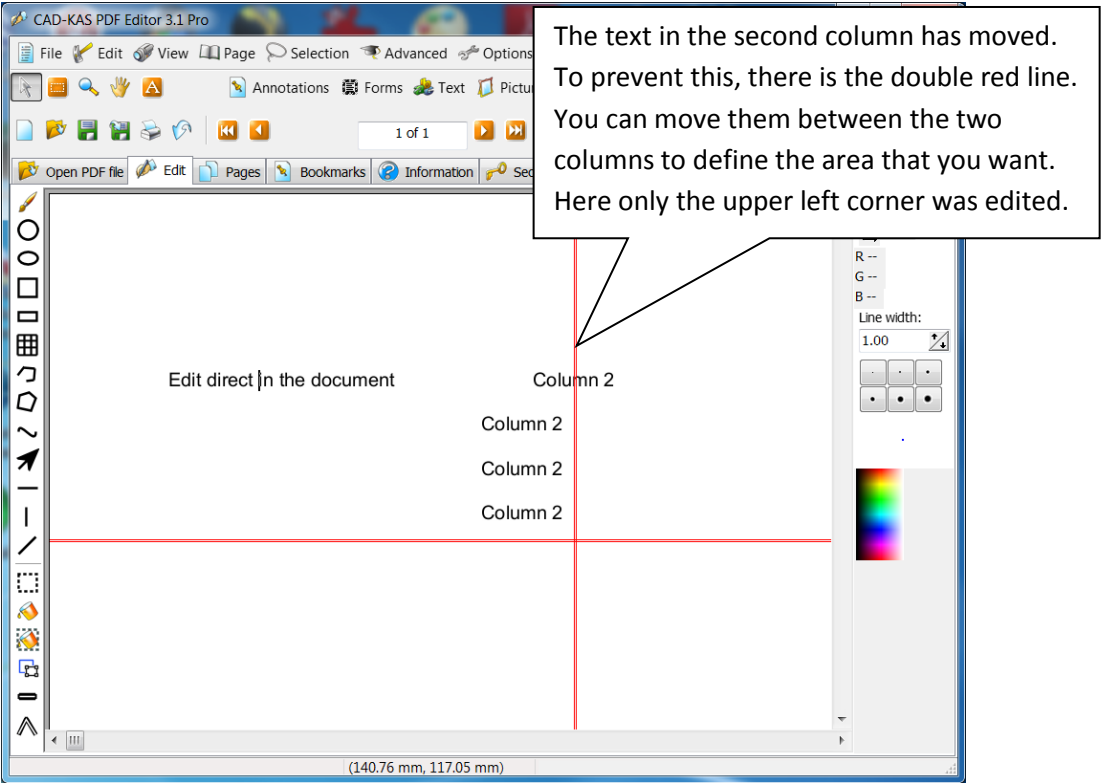 CAD-KAS PDF Editor 3.1 Pro
The text in the second column has moved.
To prevent this, there is the double red line.
You can move them between the two
columns to define the area that you want.
Here only the upper left corner was edited.
File Edit View Page Selection Advanced Options
Annotations Forms Text Pictu
1 of 1
Open PDF file Edit Pages Bookmarks Information Sec
R --
G --
B --
Line width:
1.00
Edit direct in the document Column 2
Column 2
Column 2
Column 2
(140.76 mm, 117.05 mm)